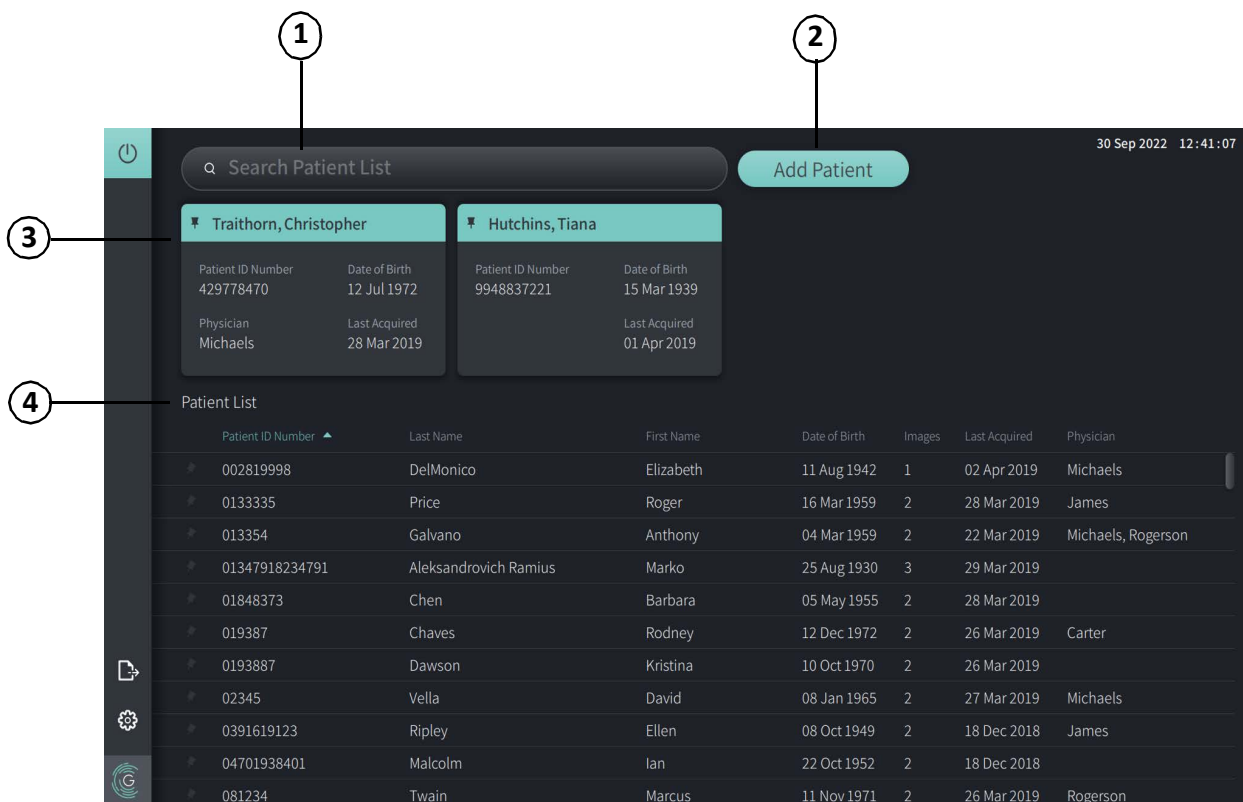 1
2
30 Sep 2022 12:41:07
Search Patient List
Add Patient
3
Traithorn, Christopher
Hutchins, Tiana
Patient ID Number Date of Birth Patient ID Number Date of Birth
429778470 12 Jul 1972 9948837221 15 Mar 1939
Physician Last Acquired Last Acquired
Michaels 28 Mar 2019 01 Apr 2019
4
Patient List
Patient ID Number Last Name First Name Date of Birth Images Last Acquired Physician
002819998 DelMonico Elizabeth 11 Aug 1942 1 02 Apr 2019 Michaels
0133335 Price Roger 16 Mar 1959 2 28 Mar 2019 James
013354 Galvano Anthony 04 Mar 1959 2 22 Mar 2019 Michaels, Rogerson
01347918234791 Aleksandrovich Ramius Marko 25 Aug 1930 3 29 Mar 2019
01848373 Chen Barbara 05 May 1955 2 28 Mar 2019
019387 Chaves Rodney 12 Dec 1972 2 26 Mar 2019 Carter
0193887 Dawson Kristina 10 Oct 1970 2 26 Mar 2019
02345 Vella David 08 Jan 1965 2 27 Mar 2019 Michaels
0391619123 Ripley Ellen 08 Oct 1949 2 18 Dec 2018 James
04701938401 Malcolm Ian 22 Oct 1952 2 18 Dec 2018
G
081234 Twain Marcus 11 Nov 1971 2 26 Mar 2019 Rogerson